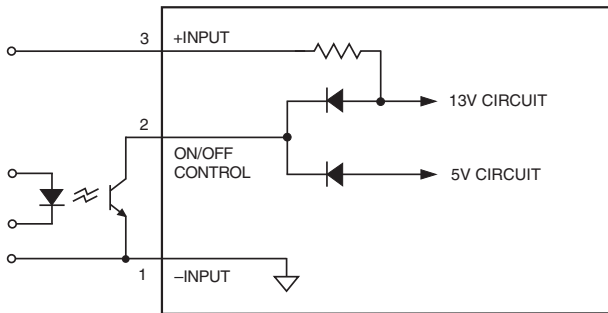 3 +INPUT
13V CIRCUIT
2
ON/OFF
CONTROL
5V CIRCUIT
1 –INPUT